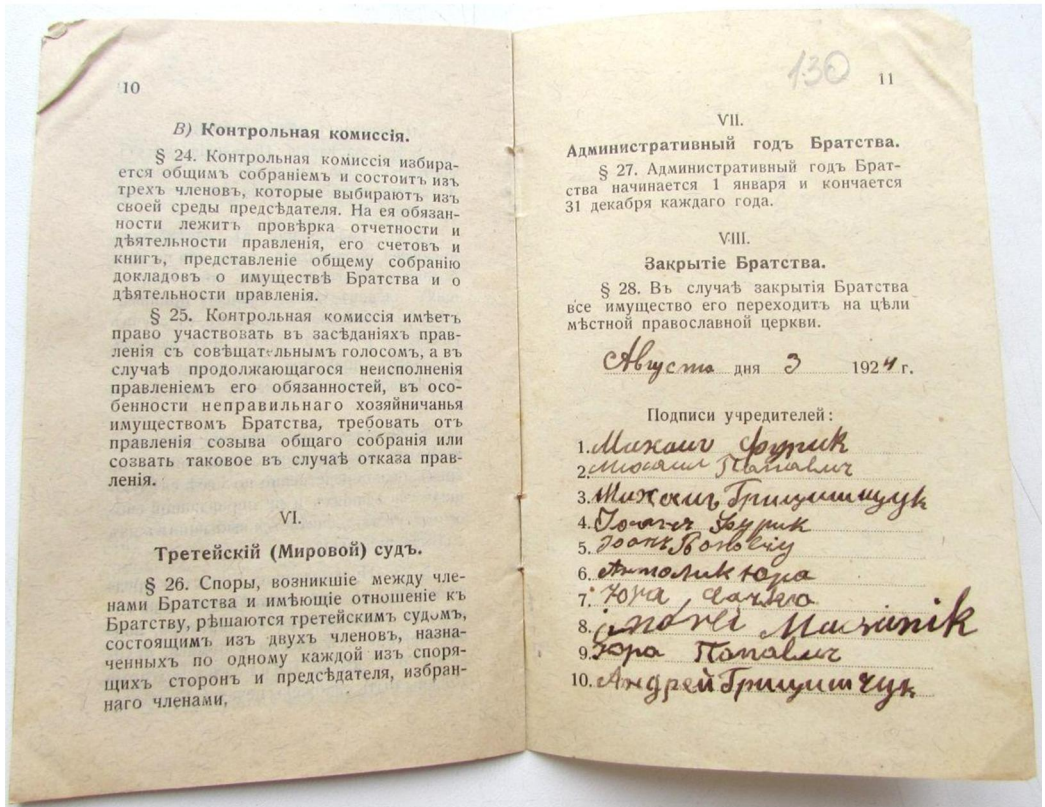 10
В) Контрольная комиссія.
§ 24. Контрольная комиссія избира-
ется общимъ собраніемъ и состоитъ изъ
трехъ членовъ, которые выбираютъ изъ
своей среды предсѣдателя. На ея обязан-
ности лежитъ провѣрка отчетности и
дѣятельности правленія, его счетовъ и
книгъ, представленіе общему собранію
докладовъ о имуществѣ Братства и о
дѣятельности правленія.
§ 25. Контрольная комиссія имѣетъ
право участвовать въ засѣданіяхъ прав-
ленія съ совѣщательнымъ голосомъ, а въ
случаѣ продолжающагося неисполненія
правленіемъ его обязанностей, въ осо-
бенности неправильнаго хозяйничанья
имуществомъ Братства, требовать отъ
правленія созыва общаго собранія или
созвать таковое въ случаѣ отказа прав-
ленія.
VI.
Третейскій (Мировой) судъ.
§ 26. Споры, возникшіе между чле-
нами Братства и имѣющіе отношеніе къ
Братству, рѣшаются третейскимъ судомъ,
состоящимъ изъ двухъ членовъ, назна-
ченныхъ по одному каждой изъ споря-
щихъ сторонъ и предсѣдателя, избран-
наго членами,
130
11
VII.
Административный годъ Братства.
§ 27. Административный годъ Брат-
ства начинается 1 января и кончается
31 декабря каждаго года.
VIII.
Закрытіе Братства.
§ 28. Въ случаѣ закрытія Братства
все имущество его переходитъ на цѣли
мѣстной православной церкви.
Августа дня 3 1924 г.
Подписи учредителей:
1. Михаил Фурик
2. Михаил Папавич
3. Михаилъ Грицищук
4. Фурик
5.
6. Антолик Юра
7. Юра
8.
9. Юра Папавич
10. Андрей Грицищук